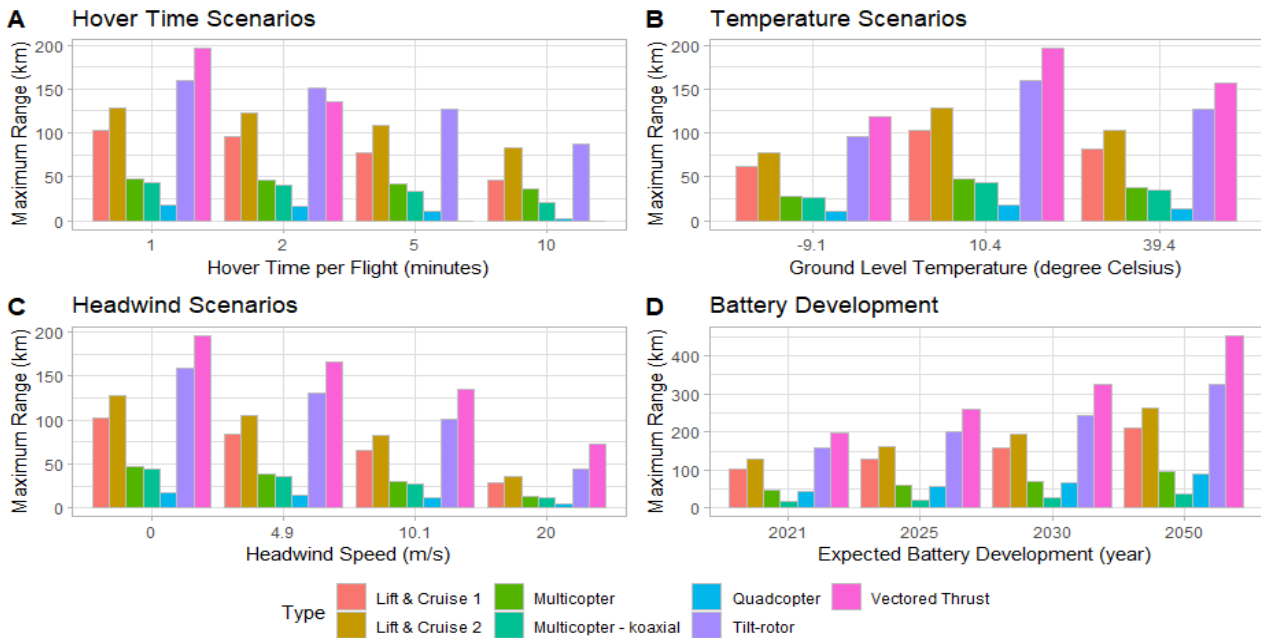 A Hover Time Scenarios
Maximum Range (km)
200
150
100
50
0
1 2 5 10
Hover Time per Flight (minutes)
B Temperature Scenarios
Maximum Range (km)
200
150
100
50
0
-9.1 10.4 39.4
Ground Level Temperature (degree Celsius)
C Headwind Scenarios
Maximum Range (km)
200
150
100
50
0
0 4.9 10.1 20
Headwind Speed (m/s)
D Battery Development
Maximum Range (km)
400
300
200
100
0
2021 2025 2030 2050
Expected Battery Development (year)
Type
Lift & Cruise 1 Multicopter Quadcopter Vectored Thrust
Lift & Cruise 2 Multicopter - koaxial Tilt-rotor